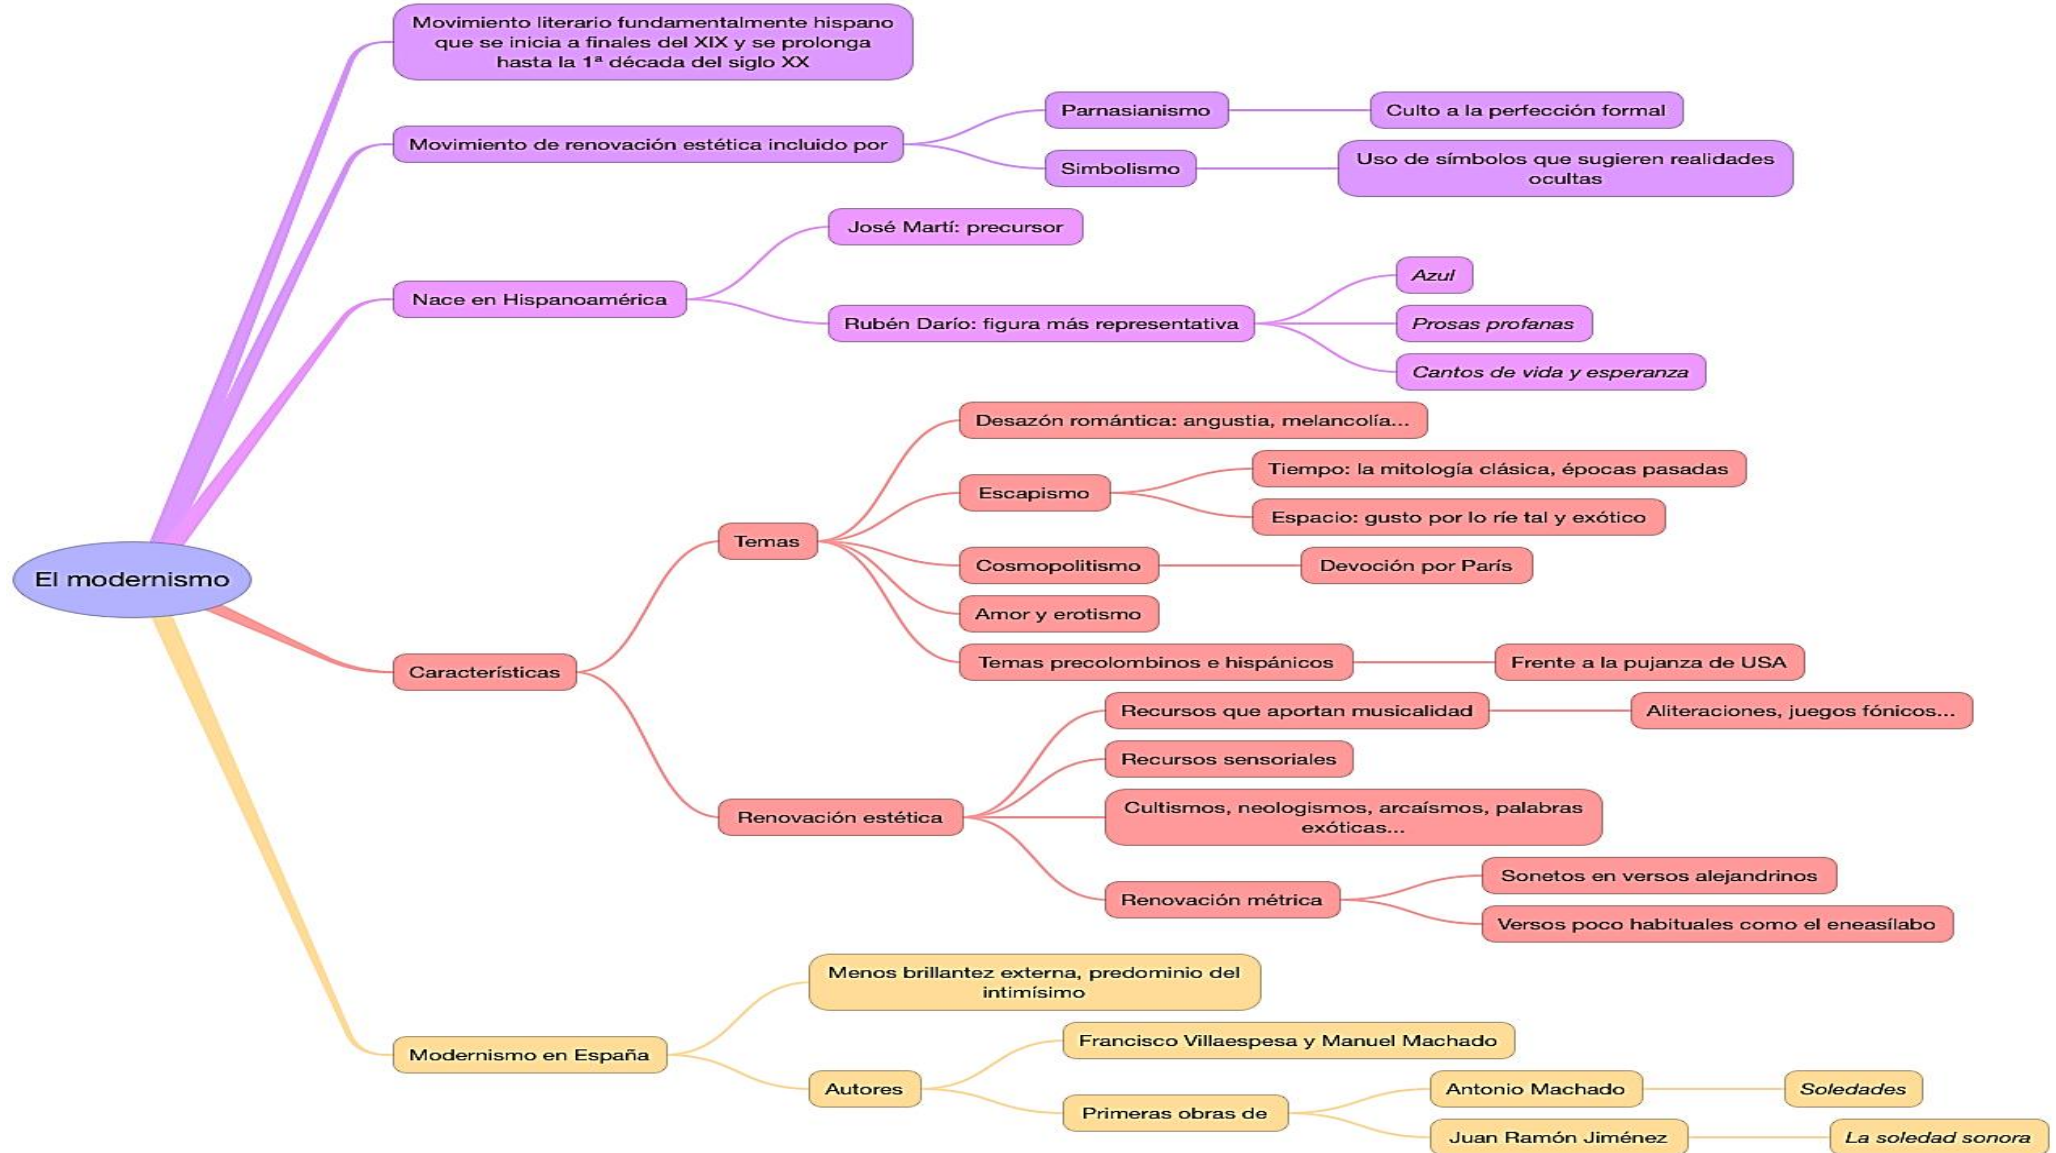 Movimiento literario fundamentalmente hispano
que se inicia a finales del XIX y se prolonga
hasta la 1ª década del siglo XX
Movimiento de renovación estética incluido por
Parnasianismo
Culto a la perfección formal
Simbolismo
Uso de símbolos que sugieren realidades
ocultas
Nace en Hispanoamérica
José Martí: precursor
Rubén Darío: figura más representativa
Azul
Prosas profanas
Cantos de vida y esperanza
El modernismo
Características
Temas
Desazón romántica: angustia, melancolía...
Escapismo
Tiempo: la mitología clásica, épocas pasadas
Espacio: gusto por lo ríe tal y exótico
Cosmopolitismo
Devoción por París
Amor y erotismo
Temas precolombinos e hispánicos
Frente a la pujanza de USA
Renovación estética
Recursos que aportan musicalidad
Aliteraciones, juegos fónicos...
Recursos sensoriales
Cultismos, neologismos, arcaísmos, palabras
exóticas...
Renovación métrica
Sonetos en versos alejandrinos
Versos poco habituales como el eneasílabo
Modernismo en España
Menos brillantez externa, predominio del
intimísimo
Autores
Francisco Villaespesa y Manuel Machado
Primeras obras de
Antonio Machado
Soledades
Juan Ramón Jiménez
La soledad sonora